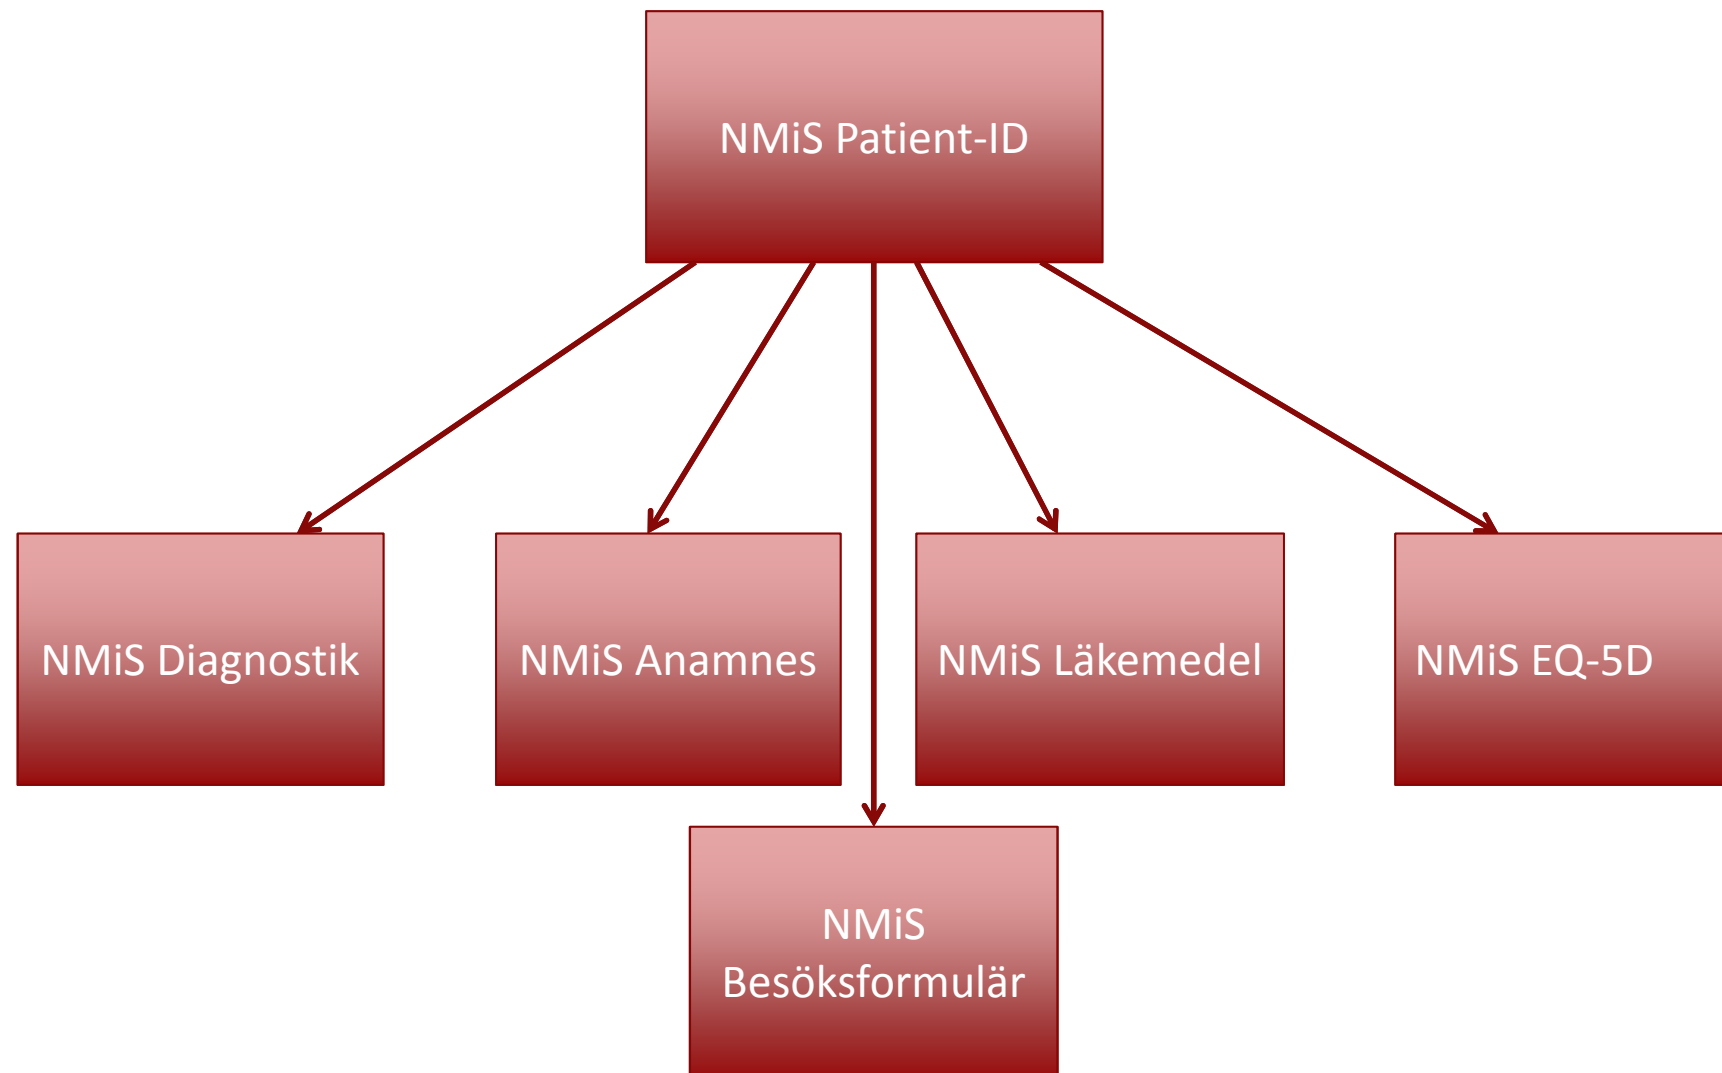 NMiS Patient-ID
NMiS Diagnostik
NMiS Anamnes
NMiS Läkemedel
NMiS EQ-5D
NMiS
Besöksformulär